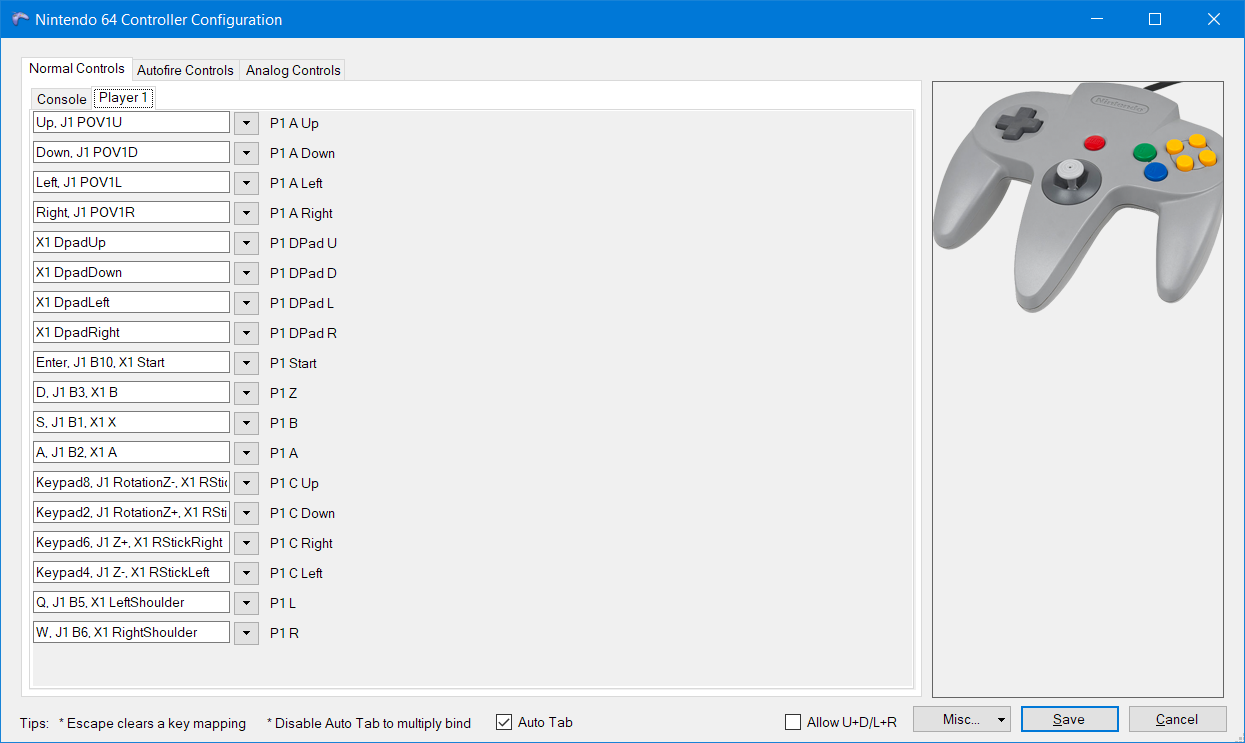 Nintendo 64 Controller Configuration
Normal Controls Autofire Controls Analog Controls
Console Player 1
Up, J1 POV1U P1 A Up
Down, J1 POV1D P1 A Down
Left, J1 POV1L P1 A Left
Right, J1 POV1R P1 A Right
X1 DpadUp P1 DPad U
X1 DpadDown P1 DPad D
X1 DpadLeft P1 DPad L
X1 DpadRight P1 DPad R
Enter, J1 B10, X1 Start P1 Start
D, J1 B3, X1 B P1 Z
S, J1 B1, X1 X P1 B
A, J1 B2, X1 A P1 A
Keypad8, J1 RotationZ-, X1 RStic P1 C Up
Keypad2, J1 RotationZ+, X1 RSti P1 C Down
Keypad6, J1 Z+, X1 RStickRight P1 C Right
Keypad4, J1 Z-, X1 RStickLeft P1 C Left
Q, J1 B5, X1 LeftShoulder P1 L
W, J1 B6, X1 RightShoulder P1 R
Nintendo
Tips: * Escape clears a key mapping * Disable Auto Tab to multiply bind Auto Tab Allow U+D/L+R Misc... Save Cancel